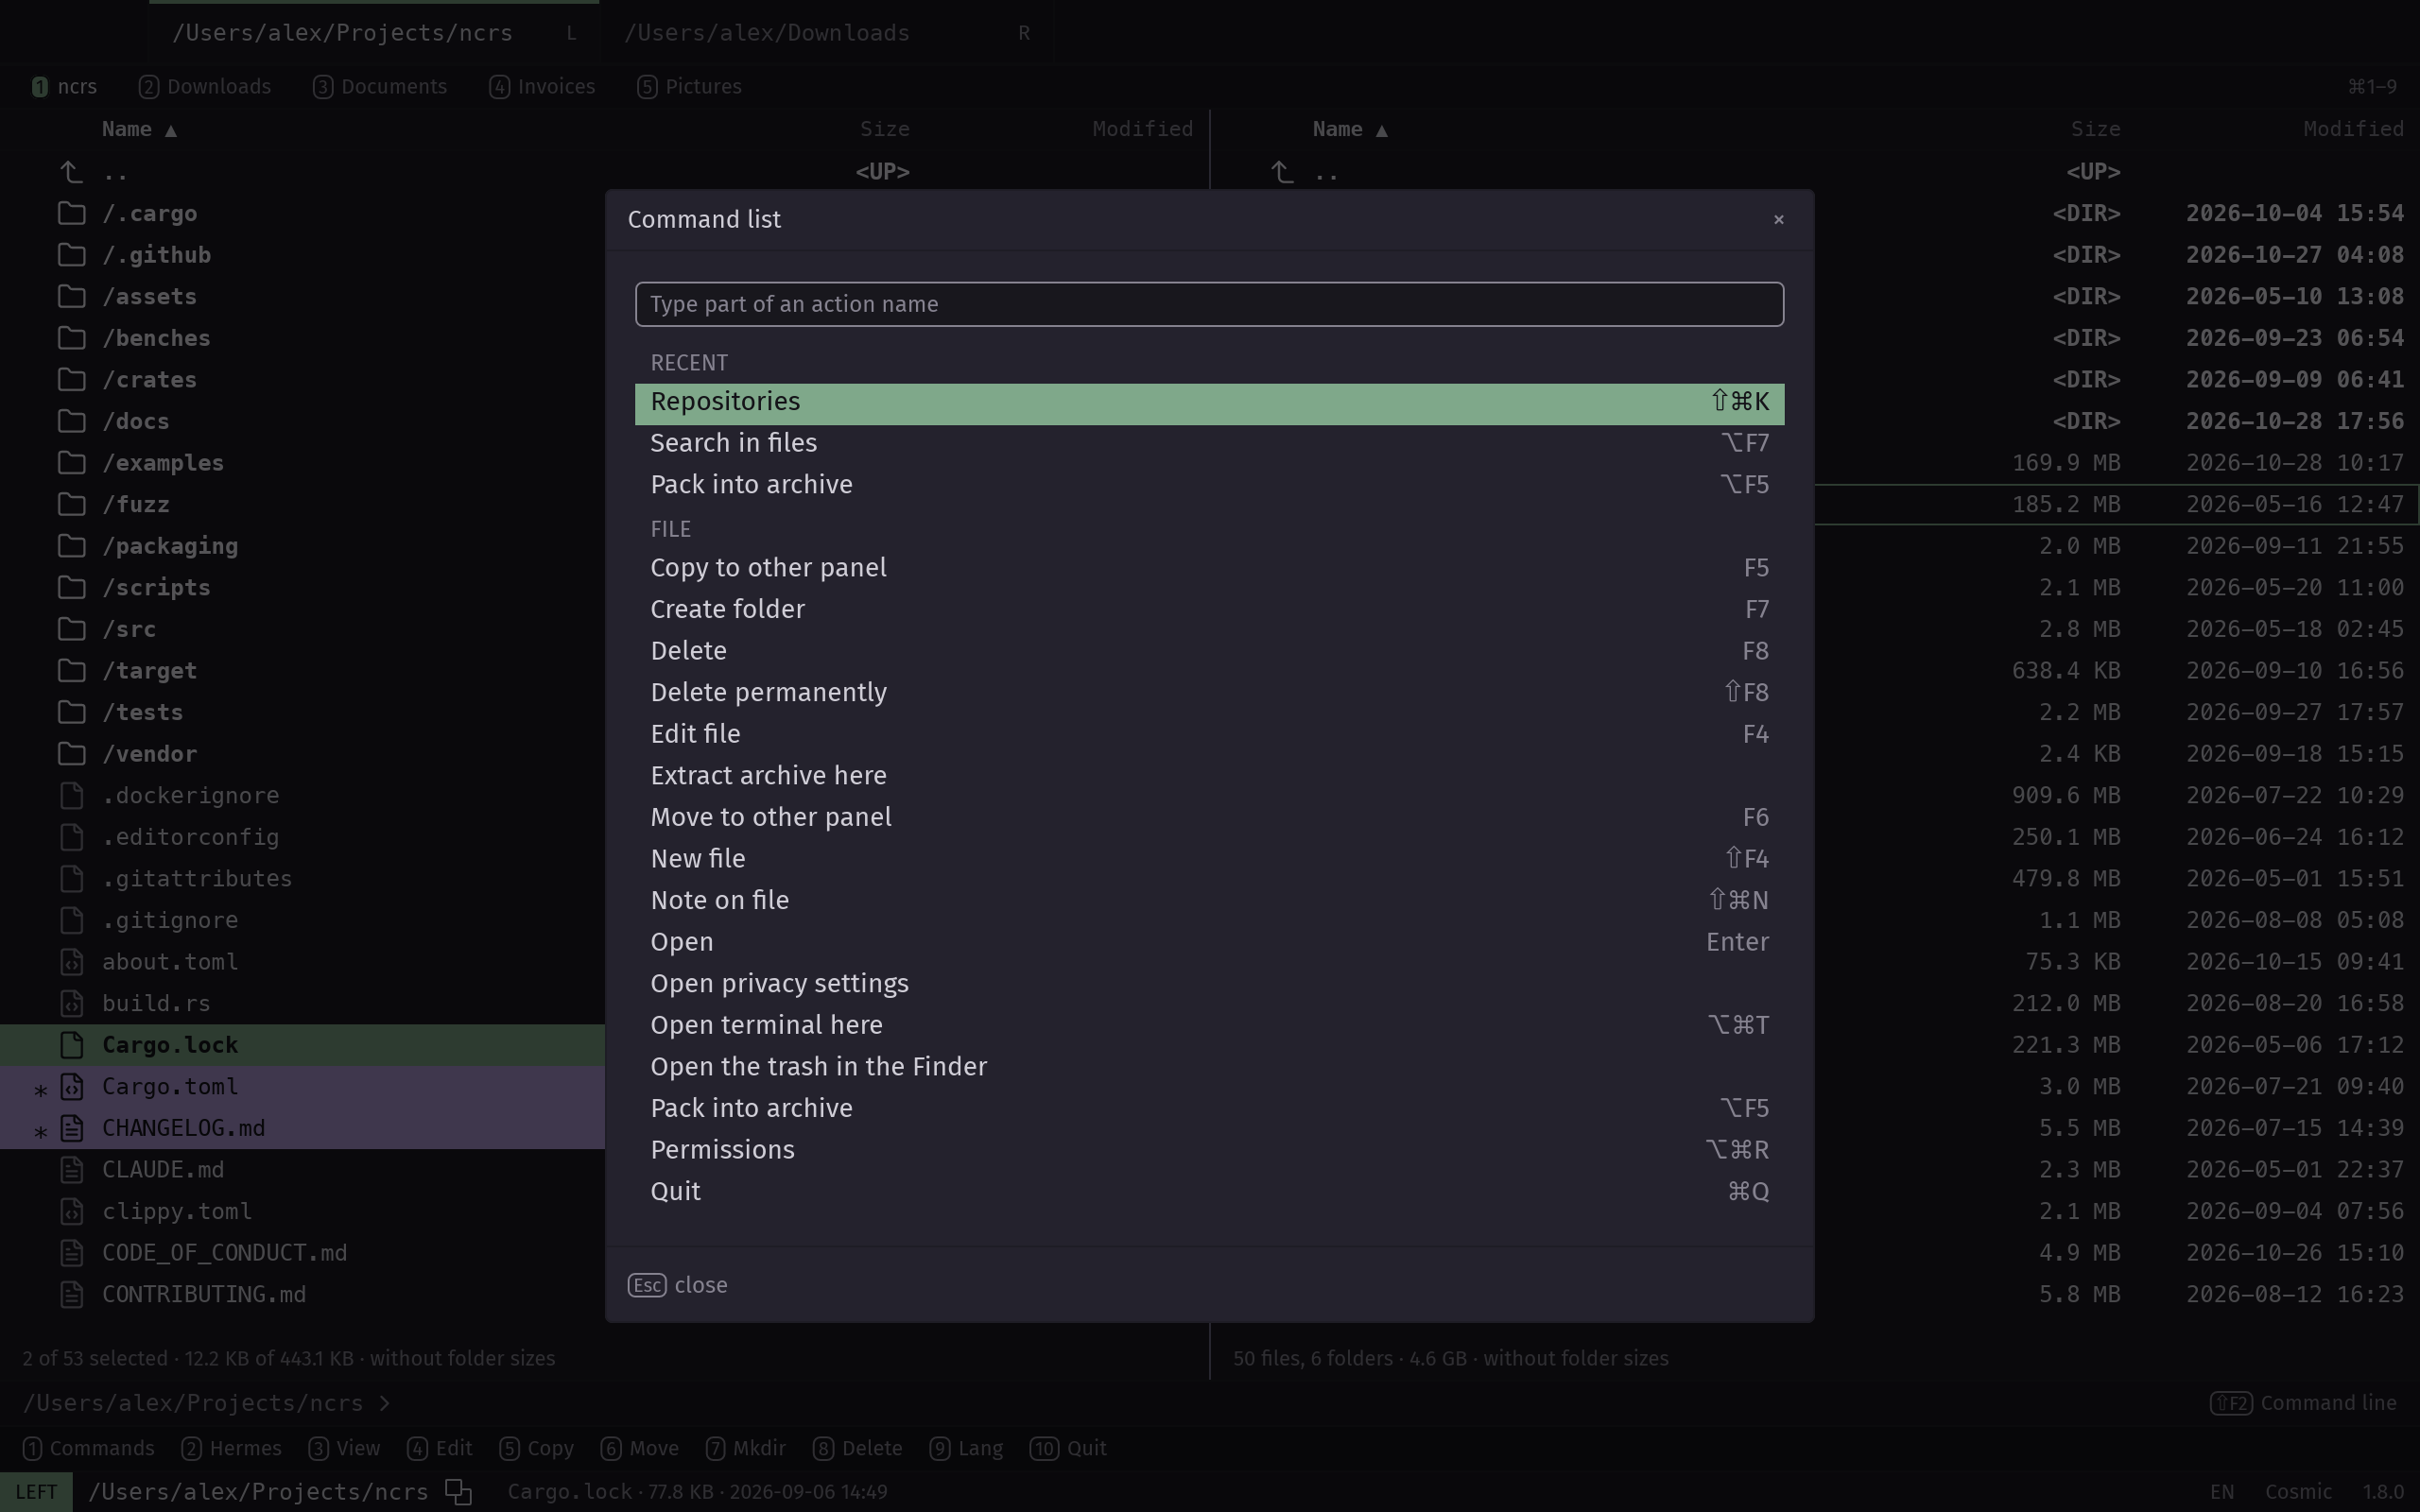 /Users/alex/Projects/ncrs L /Users/alex/Downloads R
1 ncrs 2 Downloads 3 Documents 4 Invoices 5 Pictures ⌘1–9
Name ▲ Size Modified Name ▲ Size Modified
.. <UP> .. <UP>
Command list ×
Type part of an action name
RECENT
Repositories ⇧⌘K
Search in files ⌥F7
Pack into archive ⌥F5
FILE
Copy to other panel F5
Create folder F7
Delete F8
Delete permanently ⇧F8
Edit file F4
Extract archive here
Move to other panel F6
New file ⇧F4
Note on file ⇧⌘N
Open Enter
Open privacy settings
Open terminal here ⌥⌘T
Open the trash in the Finder
Pack into archive ⌥F5
Permissions ⌥⌘R
Quit ⌘Q
Esc close
/.cargo
/.github
/assets
/benches
/crates
/docs
/examples
/fuzz
/packaging
/scripts
/src
/target
/tests
/vendor
.dockerignore
.editorconfig
.gitattributes
.gitignore
about.toml
build.rs
Cargo.lock
* Cargo.toml
* CHANGELOG.md
CLAUDE.md
clippy.toml
CODE_OF_CONDUCT.md
CONTRIBUTING.md
<DIR> 2026-10-04 15:54
<DIR> 2026-10-27 04:08
<DIR> 2026-05-10 13:08
<DIR> 2026-09-23 06:54
<DIR> 2026-09-09 06:41
<DIR> 2026-10-28 17:56
169.9 MB 2026-10-28 10:17
185.2 MB 2026-05-16 12:47
2.0 MB 2026-09-11 21:55
2.1 MB 2026-05-20 11:00
2.8 MB 2026-05-18 02:45
638.4 KB 2026-09-10 16:56
2.2 MB 2026-09-27 17:57
2.4 KB 2026-09-18 15:15
909.6 MB 2026-07-22 10:29
250.1 MB 2026-06-24 16:12
479.8 MB 2026-05-01 15:51
1.1 MB 2026-08-08 05:08
75.3 KB 2026-10-15 09:41
212.0 MB 2026-08-20 16:58
221.3 MB 2026-05-06 17:12
3.0 MB 2026-07-21 09:40
5.5 MB 2026-07-15 14:39
2.3 MB 2026-05-01 22:37
2.1 MB 2026-09-04 07:56
4.9 MB 2026-10-26 15:10
5.8 MB 2026-08-12 16:23
2 of 53 selected · 12.2 KB of 443.1 KB · without folder sizes 50 files, 6 folders · 4.6 GB · without folder sizes
/Users/alex/Projects/ncrs > ⇧F2 Command line
1 Commands 2 Hermes 3 View 4 Edit 5 Copy 6 Move 7 Mkdir 8 Delete 9 Lang 10 Quit
LEFT /Users/alex/Projects/ncrs Cargo.lock · 77.8 KB · 2026-09-06 14:49 EN Cosmic 1.8.0